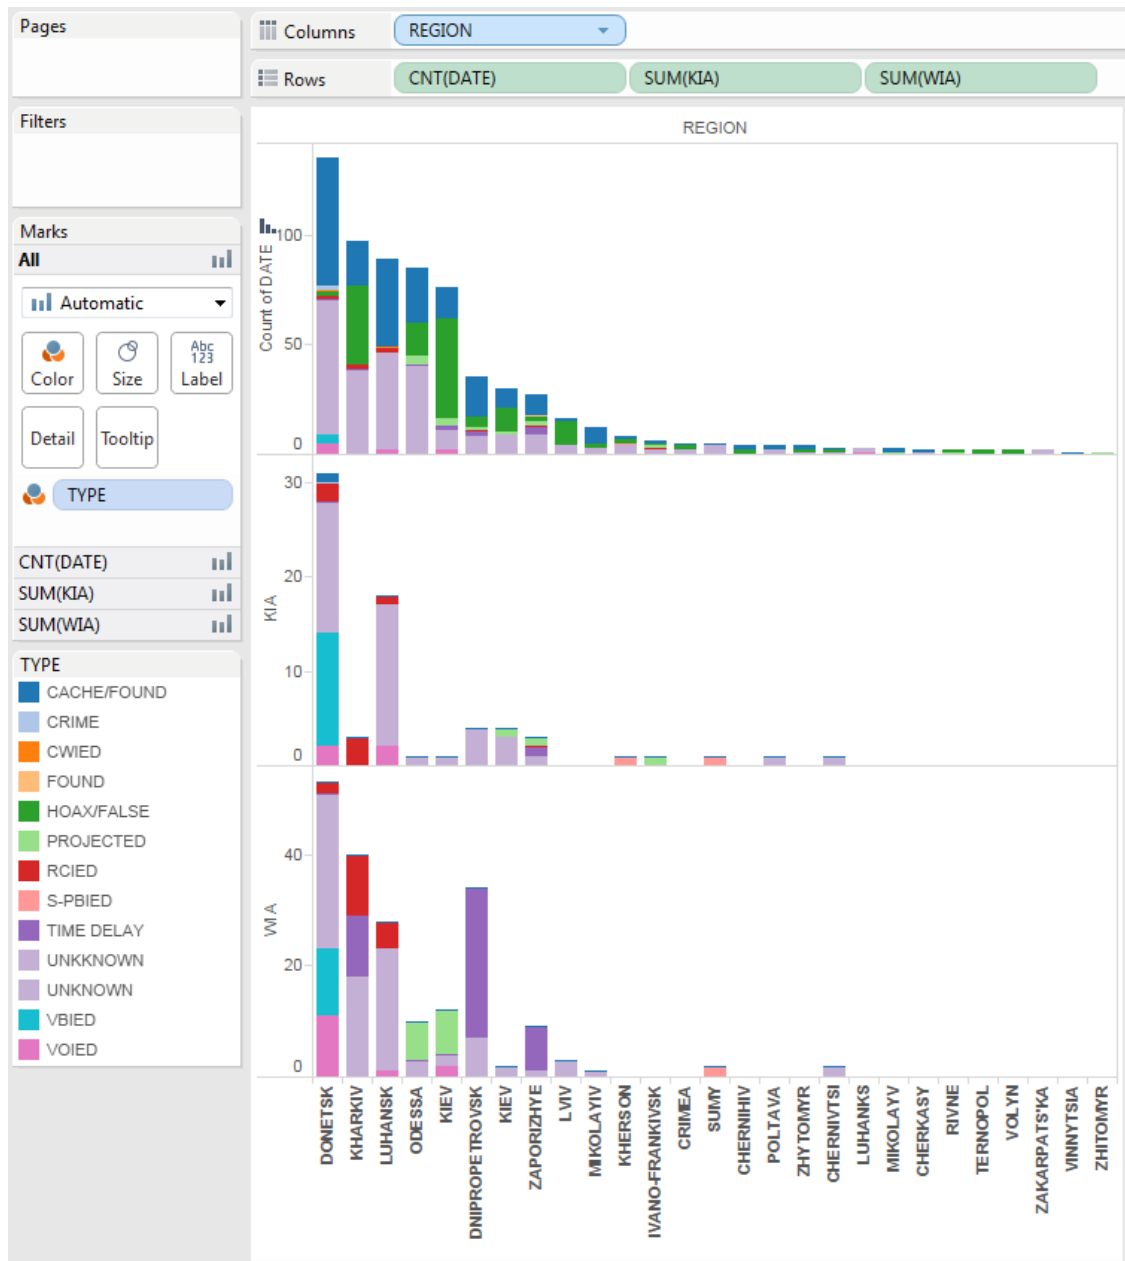 Pages
Columns REGION
Rows CNT(DATE) SUM(KIA) SUM(WIA)
Filters
Marks
All
Automatic
Color Size Abc 123 Label
Detail Tooltip
TYPE
CNT(DATE)
SUM(KIA)
SUM(WIA)
TYPE
CACHE/FOUND
CRIME
CWIED
FOUND
HOAX/FALSE
PROJECTED
RCIED
S-PBIED
TIME DELAY
UNKKNOWN
UNKNOWN
VBIED
VOIED
REGION
Count of DATE
100
50
0
KIA
30
20
10
0
WIA
40
20
0
DONETSK
KHARKIV
LUHANSK
ODESSA
KIEV
DNIPROPETROVSK
KIEV
ZAPORIZHYE
LVIV
MIKOLAYIV
KHERSON
IVANO-FRANKIVSK
CRIMEA
SUMY
CHERNIHIV
POLTAVA
ZHYTOMYR
CHERNIVTSI
LUHANKS
MIKOLAYV
CHERKASY
RIVNE
TERNOPOL
VOLYN
ZAKARPATS'KA
VINNYTSIA
ZHITOMYR